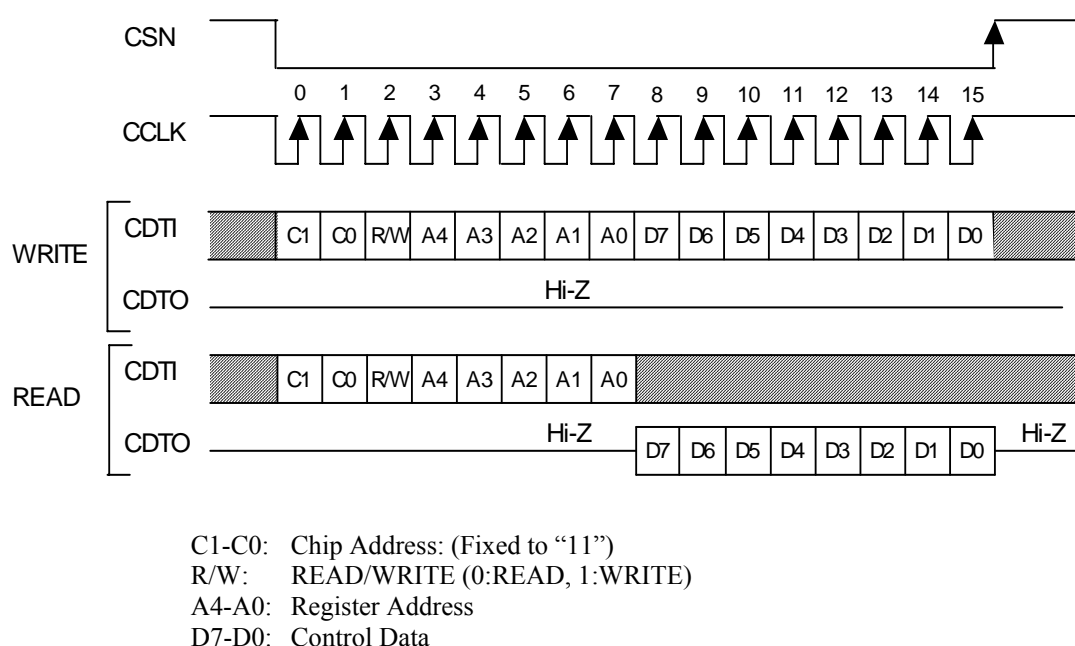 CSN
0 1 2 3 4 5 6 7 8 9 10 11 12 13 14 15
CCLK
WRITE
CDTI
C1 C0 R/W A4 A3 A2 A1 A0 D7 D6 D5 D4 D3 D2 D1 D0
Hi-Z
CDTO
READ
CDTI
C1 C0 R/W A4 A3 A2 A1 A0
CDTO
Hi-Z
D7 D6 D5 D4 D3 D2 D1 D0
Hi-Z
C1-C0: Chip Address: (Fixed to “11”)
R/W: READ/WRITE (0:READ, 1:WRITE)
A4-A0: Register Address
D7-D0: Control Data